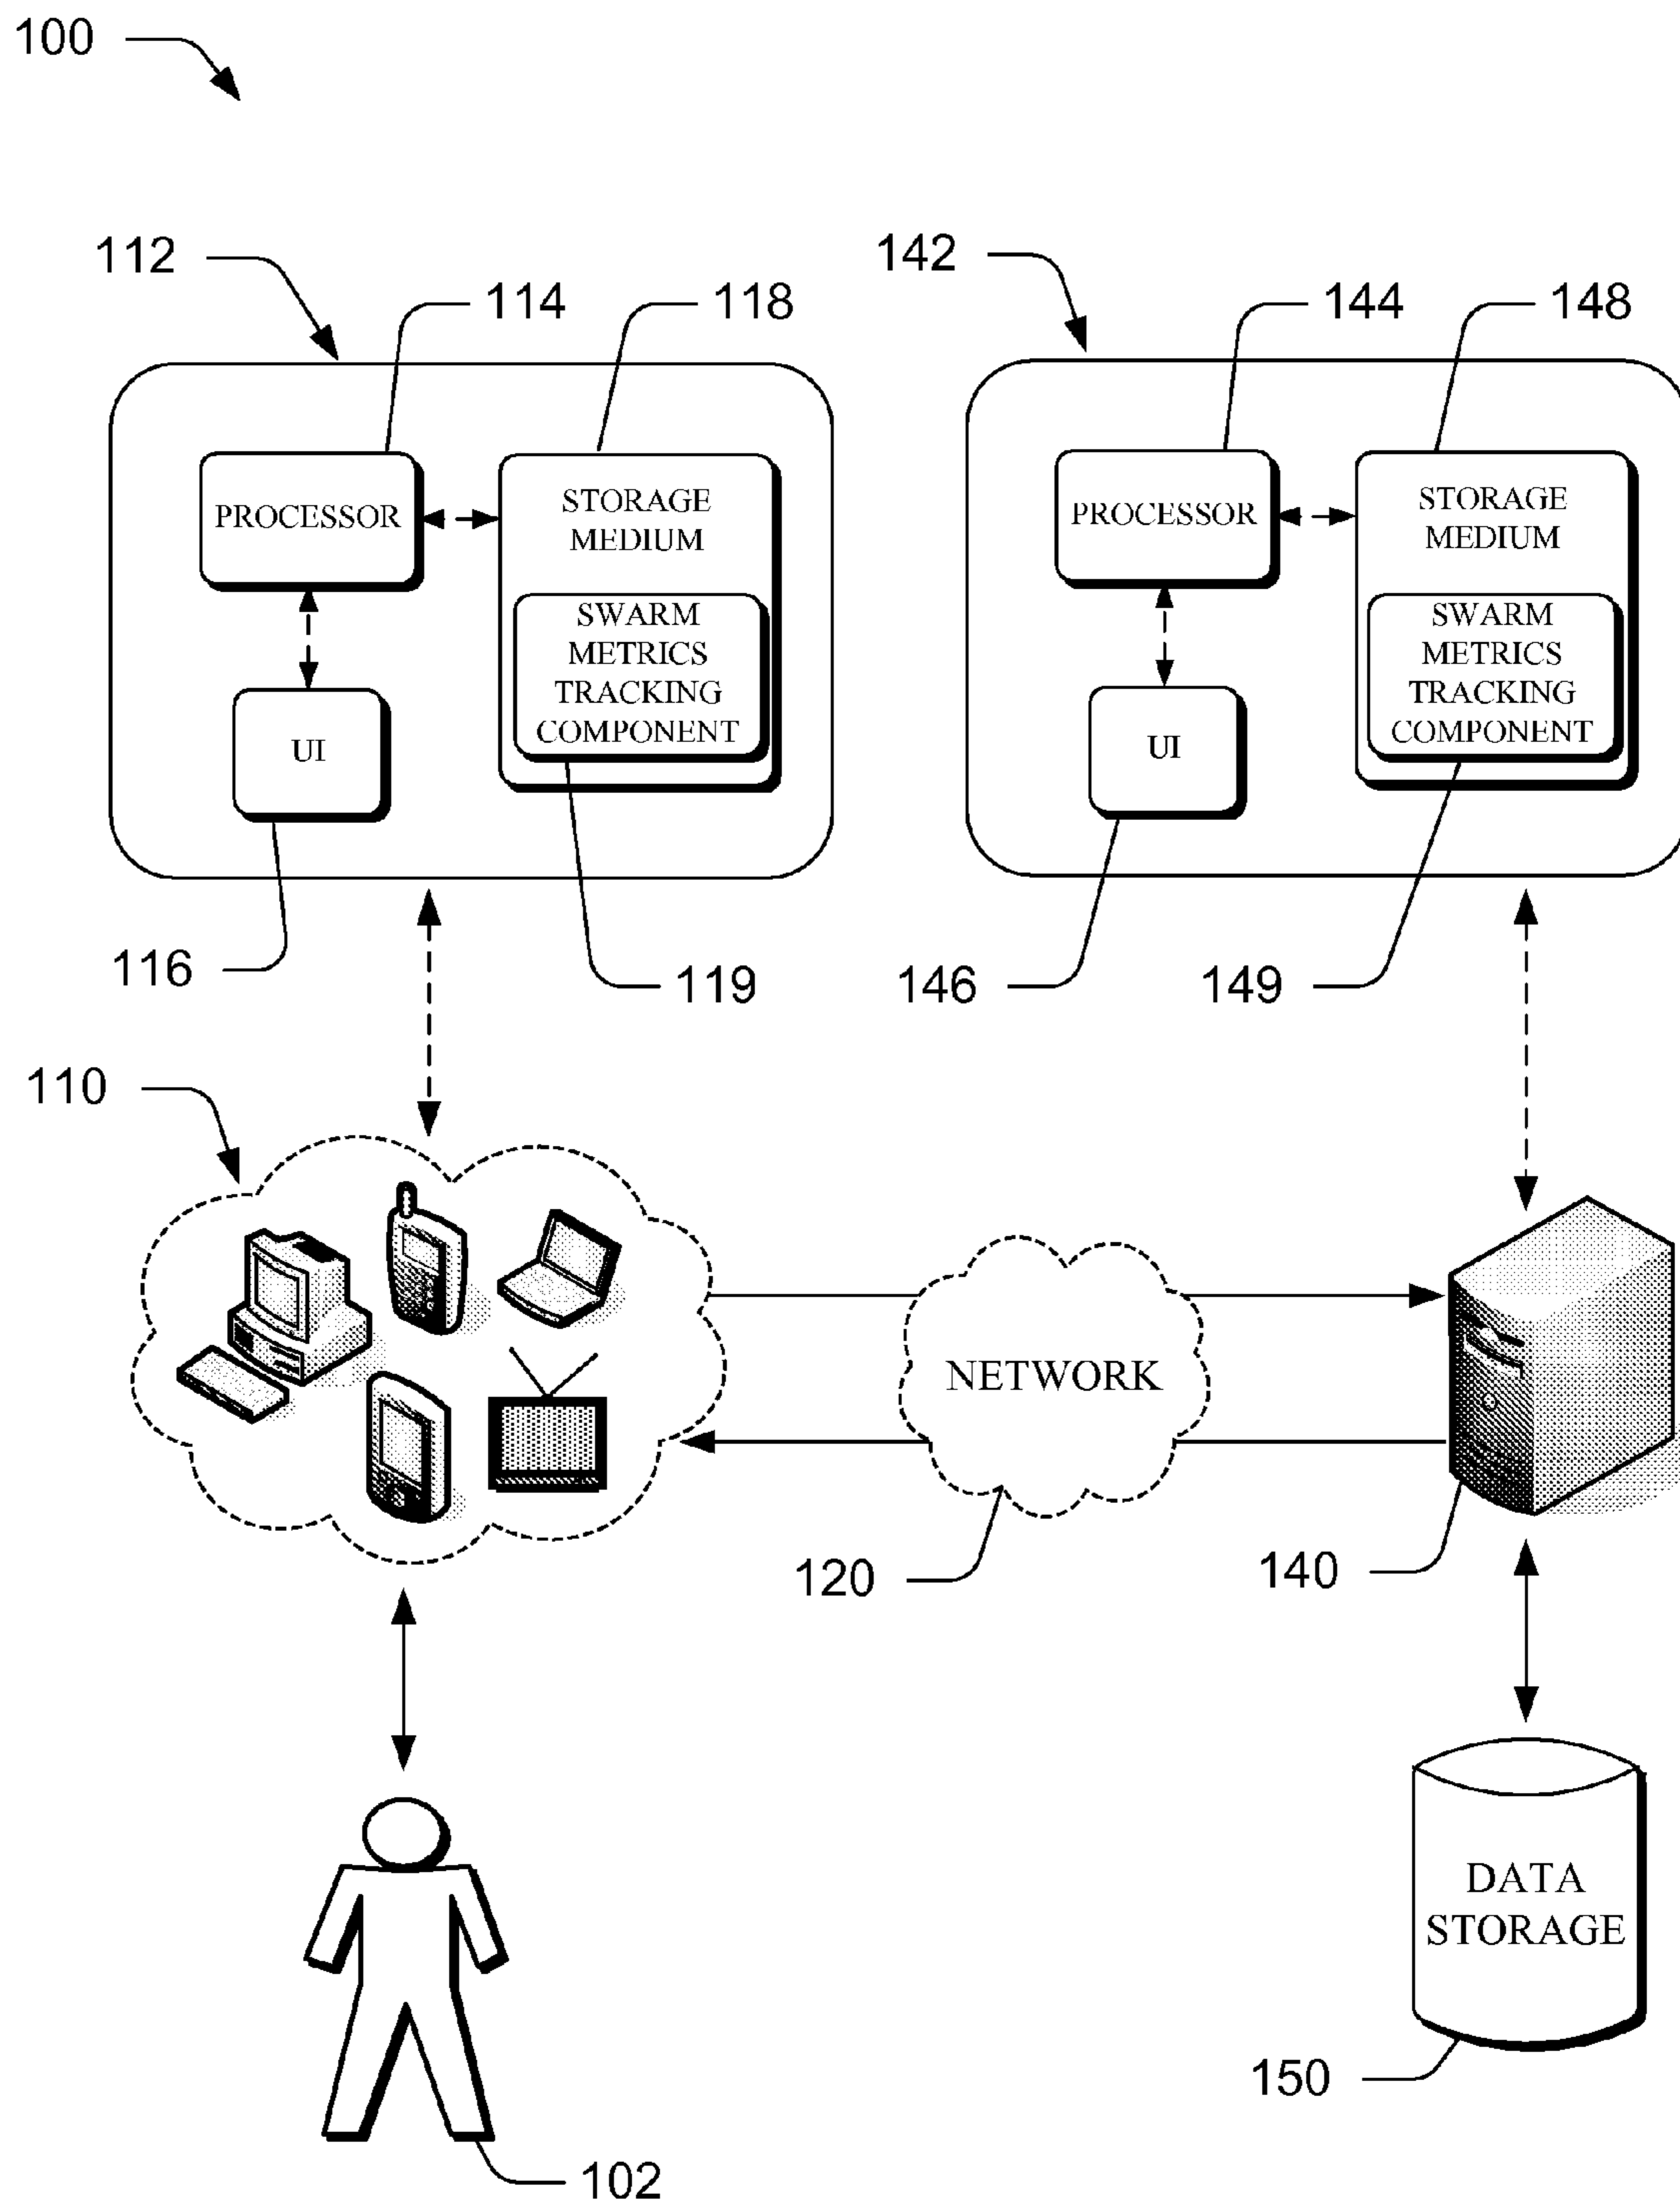 100
112
142
114
118
144
148
PROCESSOR
STORAGE
MEDIUM
SWARM
METRICS
TRACKING
COMPONENT
UI
PROCESSOR
STORAGE
MEDIUM
SWARM
METRICS
TRACKING
COMPONENT
UI
116
119
146
149
110
NETWORK
120
140
DATA
STORAGE
150
102